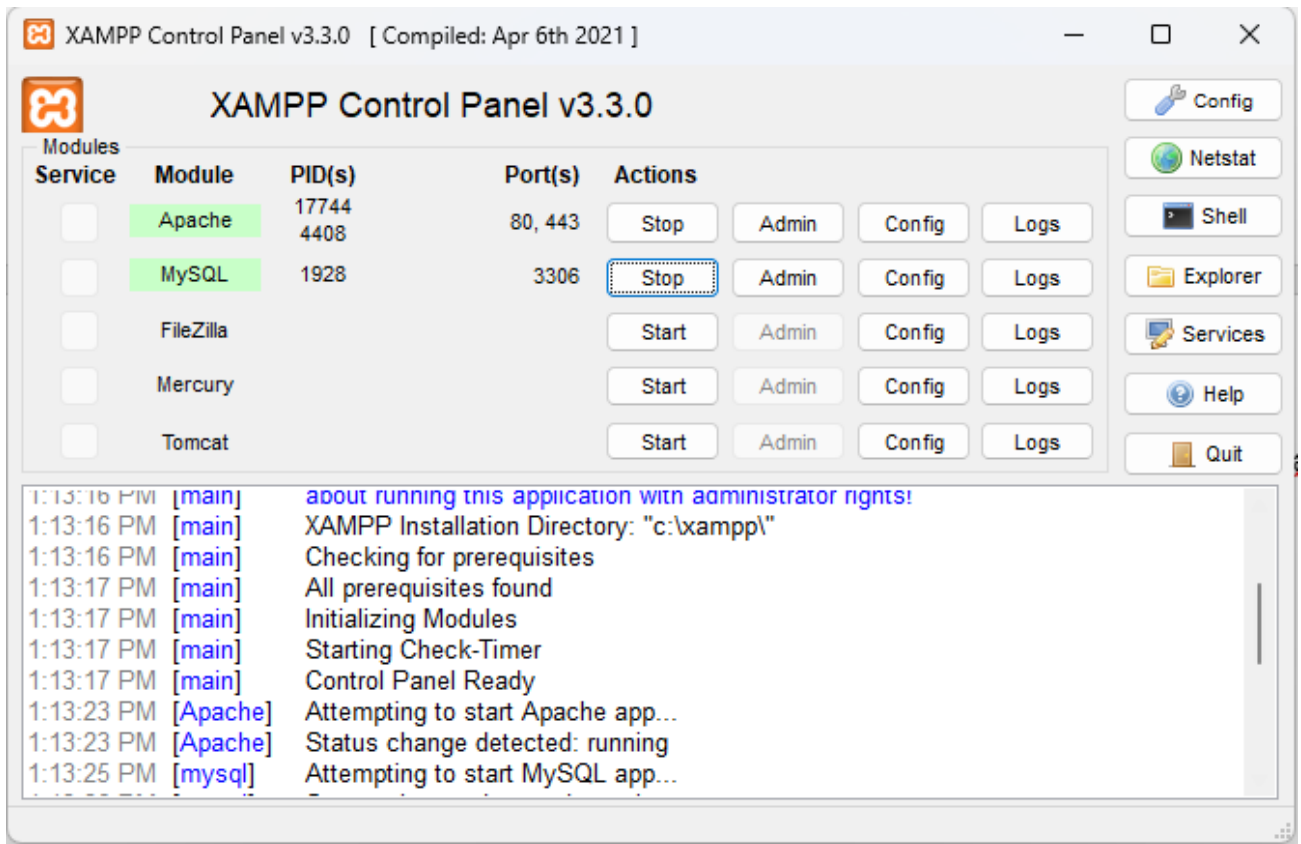 XAMPP Control Panel v3.3.0 [ Compiled: Apr 6th 2021 ]
XAMPP Control Panel v3.3.0
Config
Modules
Netstat
Service Module PID(s) Port(s) Actions
Apache 17744 4408 80, 443 Stop Admin Config Logs
Shell
MySQL 1928 3306 Stop Admin Config Logs
Explorer
FileZilla Start Admin Config Logs
Services
Mercury Start Admin Config Logs
Help
Tomcat Start Admin Config Logs
Quit
1:13:16 PM [main] about running this application with administrator rights!
1:13:16 PM [main] XAMPP Installation Directory: "c:\xampp\"
1:13:16 PM [main] Checking for prerequisites
1:13:17 PM [main] All prerequisites found
1:13:17 PM [main] Initializing Modules
1:13:17 PM [main] Starting Check-Timer
1:13:17 PM [main] Control Panel Ready
1:13:23 PM [Apache] Attempting to start Apache app...
1:13:23 PM [Apache] Status change detected: running
1:13:25 PM [mysql] Attempting to start MySQL app...